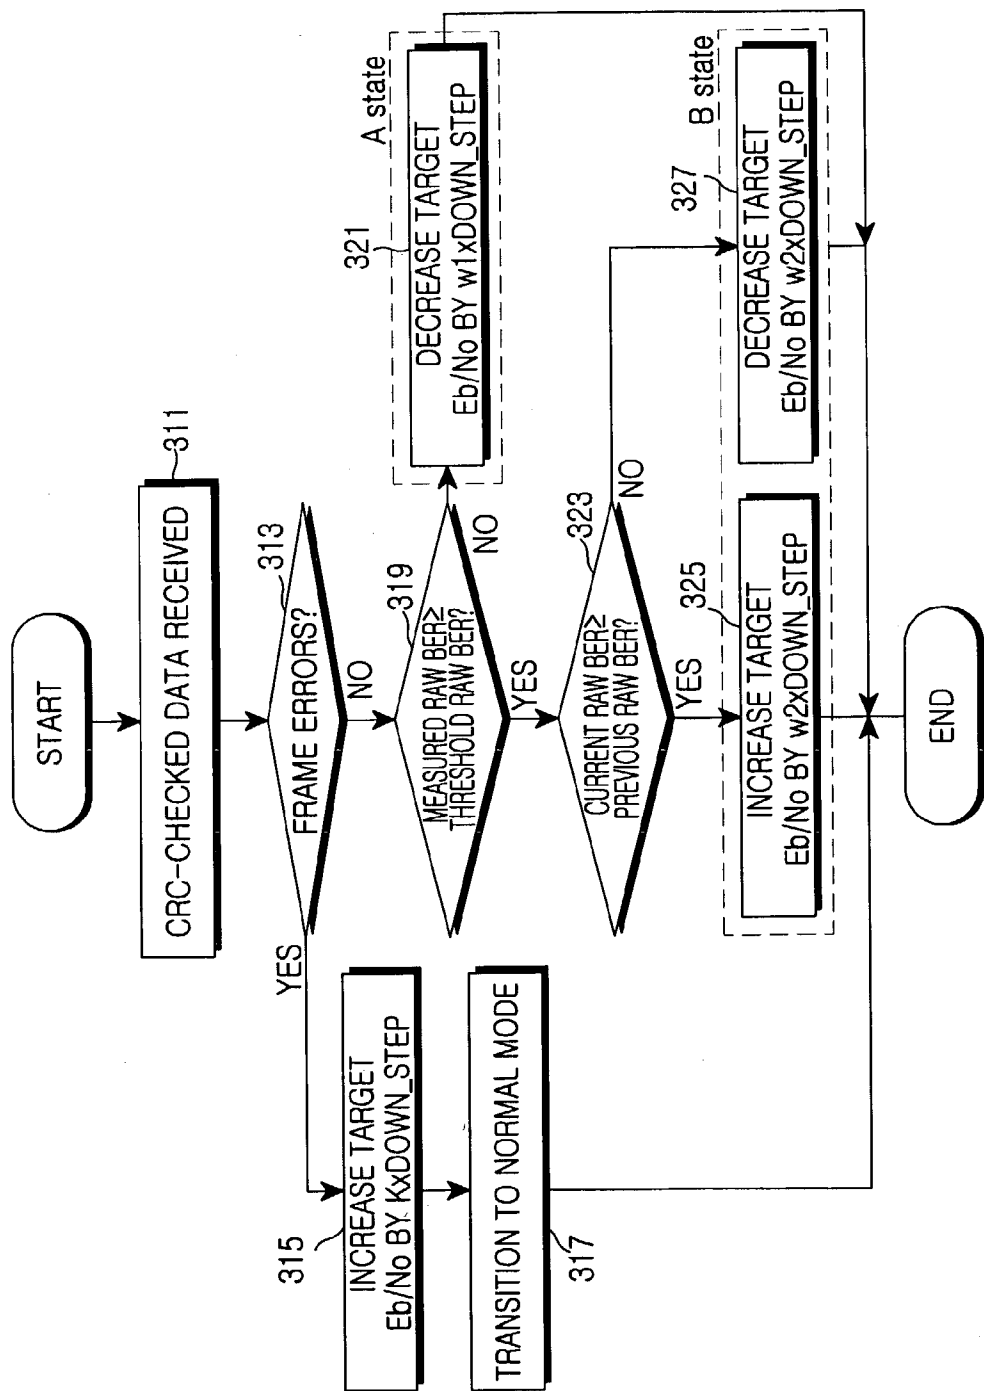 START
CRC-CHECKED DATA RECEIVED
311
FRAME ERRORS?
313
YES
NO
315
INCREASE TARGET
Eb/No BY KxDOWN_STEP
TRANSITION TO NORMAL MODE
317
MEASURED RAW BER≥
THRESHOLD RAW BER?
319
NO
YES
A state
321
DECREASE TARGET
Eb/No BY w1xDOWN_STEP
CURRENT RAW BER≥
PREVIOUS RAW BER?
323
NO
YES
B state
325
INCREASE TARGET
Eb/No BY w2xDOWN_STEP
327
DECREASE TARGET
Eb/No BY w2xDOWN_STEP
END